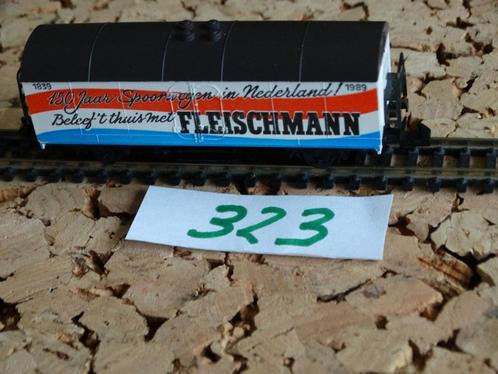 1839 1989
150 Jaar Spoorwegen in Nederland!
Beleef 't thuis met FLEISCHMANN
323